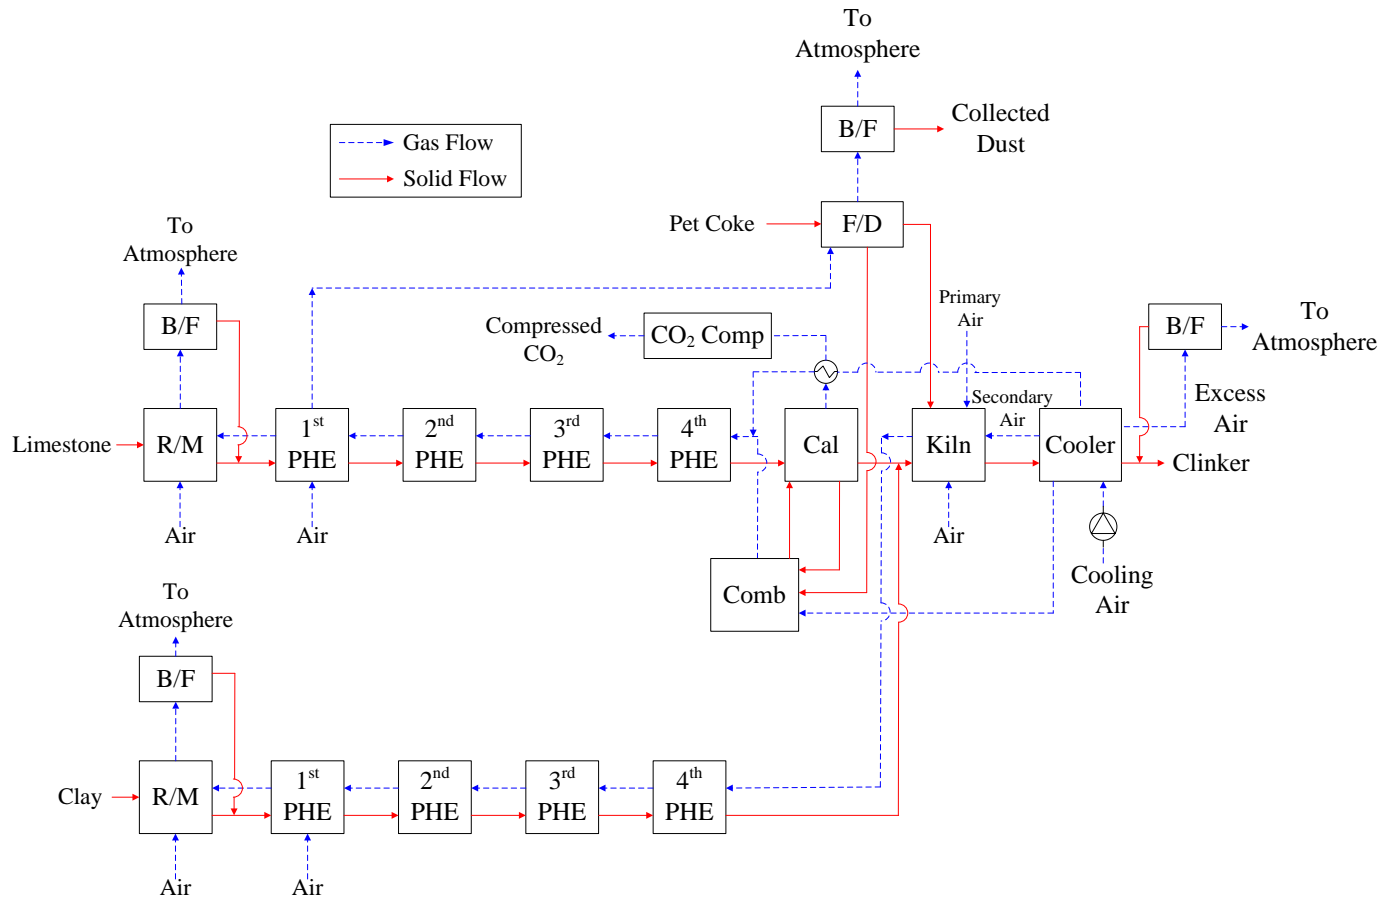 To
Atmosphere
B/F
Collected
Dust
Gas Flow
Solid Flow
Pet Coke
F/D
To
Atmosphere
B/F
Primary
Air
Compressed
CO₂
CO₂ Comp
B/F
To
Atmosphere
Excess
Air
Secondary
Air
Limestone
R/M
1st
PHE
2nd
PHE
3rd
PHE
4th
PHE
Cal
Kiln
Cooler
Clinker
Air
Air
Air
Cooling
Air
Comb
To
Atmosphere
B/F
Clay
R/M
1st
PHE
2nd
PHE
3rd
PHE
4th
PHE
Air
Air